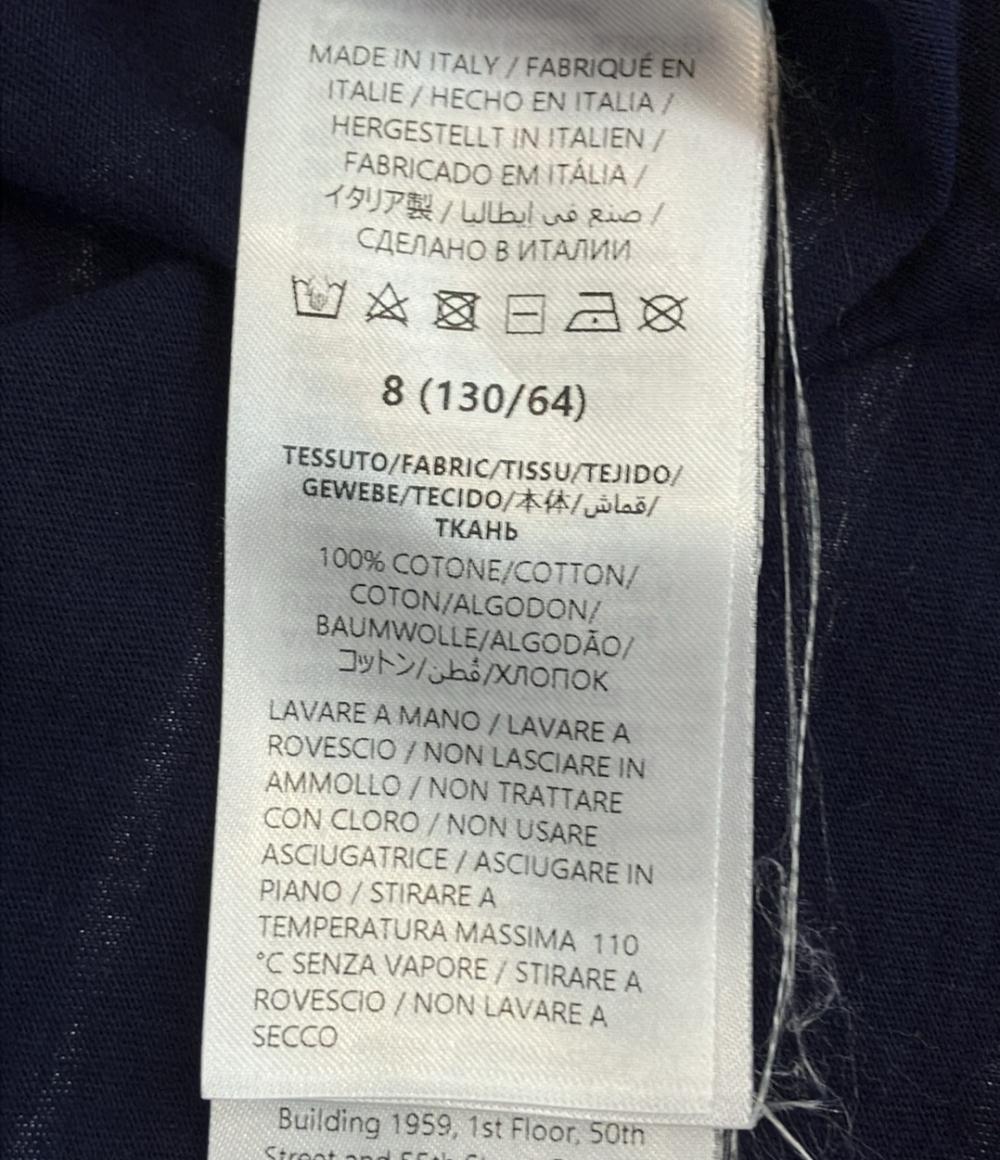 MADE IN ITALY / FABRIQUÉ EN
ITALIE / HECHO EN ITALIA /
HERGESTELLT IN ITALIEN /
FABRICADO EM ITÁLIA /
イタリア製 / صنع في إيطاليا /
СДЕЛАНО В ИТАЛИИ
8 (130/64)
TESSUTO/FABRIC/TISSU/TEJIDO/
GEWEBE/TECIDO/本体/قماش/
ТКАНЬ
100% COTONE/COTTON/
COTON/ALGODON/
BAUMWOLLE/ALGODÃO/
コットン/قُطن/ХЛОПОК
LAVARE A MANO / LAVARE A
ROVESCIO / NON LASCIARE IN
AMMOLLO / NON TRATTARE
CON CLORO / NON USARE
ASCIUGATRICE / ASCIUGARE IN
PIANO / STIRARE A
TEMPERATURA MASSIMA 110
°C SENZA VAPORE / STIRARE A
ROVESCIO / NON LAVARE A
SECCO
Building 1959, 1st Floor, 50th
Street and 55th